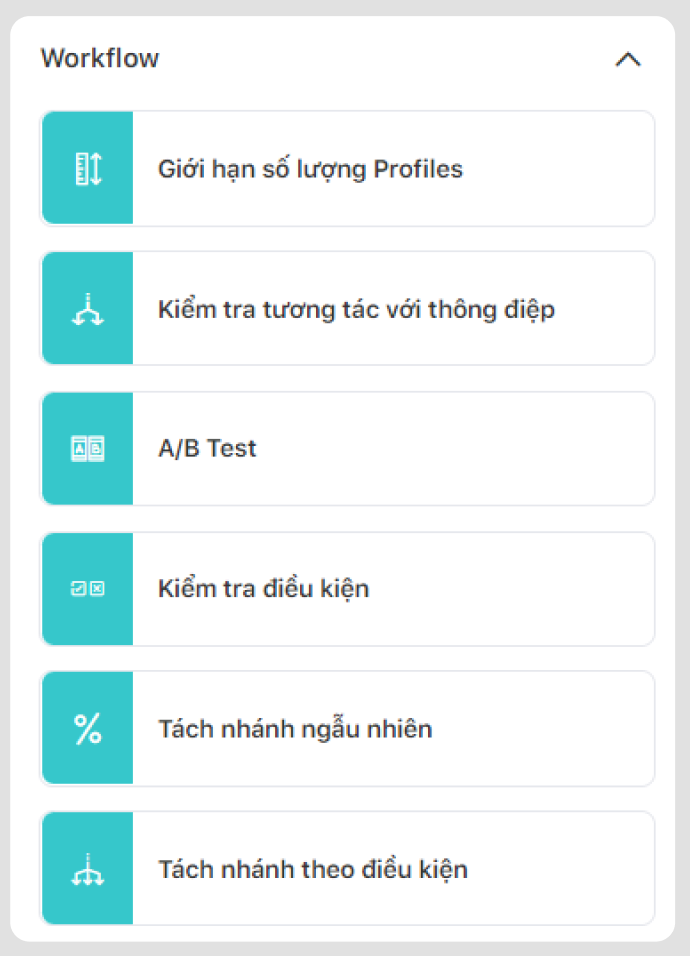 Workflow
Giới hạn số lượng Profiles
Kiểm tra tương tác với thông điệp
A B
A/B Test
Kiểm tra điều kiện
%
Tách nhánh ngẫu nhiên
Tách nhánh theo điều kiện